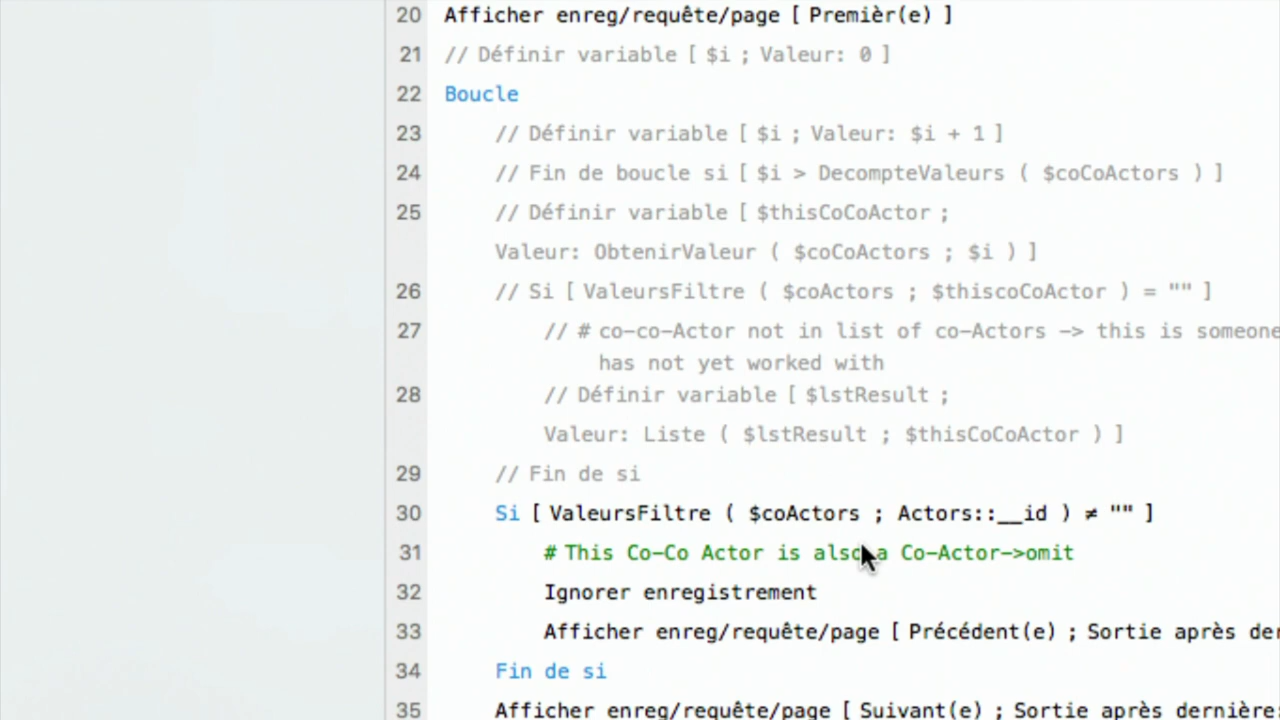 20 Afficher enreg/requête/page [ Premièr(e) ]
21 // Définir variable [ $i ; Valeur: 0 ]
22 Boucle
23 // Définir variable [ $i ; Valeur: $i + 1 ]
24 // Fin de boucle si [ $i > DecompteValeurs ( $coCoActors ) ]
25 // Définir variable [ $thisCoCoActor ;
Valeur: ObtenirValeur ( $coCoActors ; $i ) ]
26 // Si [ ValeursFiltre ( $coActors ; $thiscoCoActor ) = "" ]
27 // # co-co-Actor not in list of co-Actors -> this is someone
has not yet worked with
28 // Définir variable [ $lstResult ;
Valeur: Liste ( $lstResult ; $thisCoCoActor ) ]
29 // Fin de si
30 Si [ ValeursFiltre ( $coActors ; Actors::__id ) ≠ "" ]
31 # This Co-Co Actor is also a Co-Actor->omit
32 Ignorer enregistrement
33 Afficher enreg/requête/page [ Précédent(e) ; Sortie après der
34 Fin de si
35 Afficher enreg/requête/page [ Suivant(e) ; Sortie après dernière